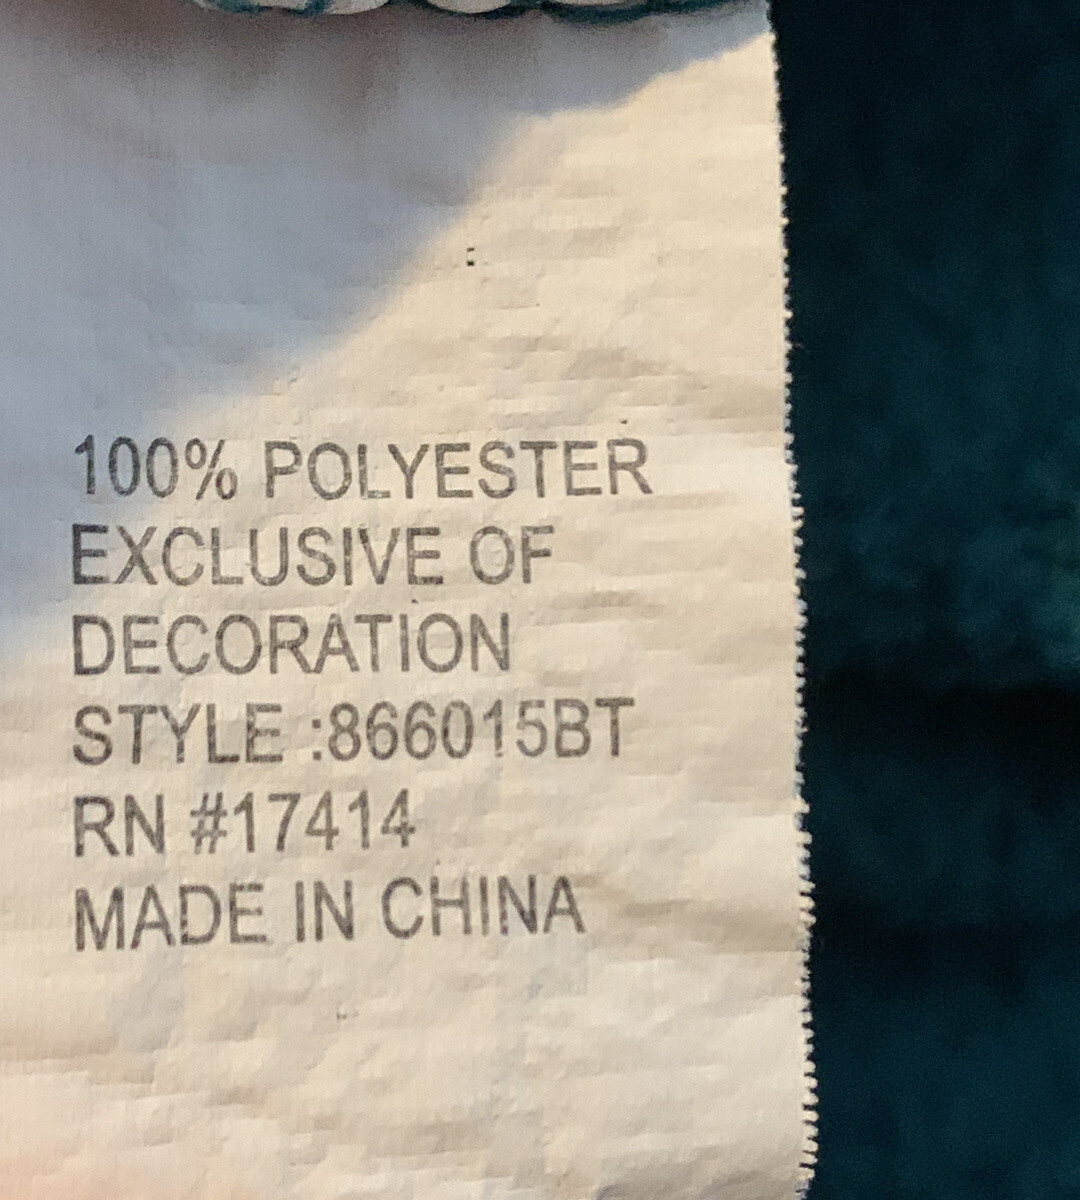 100% POLYESTER
EXCLUSIVE OF
DECORATION
STYLE :866015BT
RN #17414
MADE IN CHINA